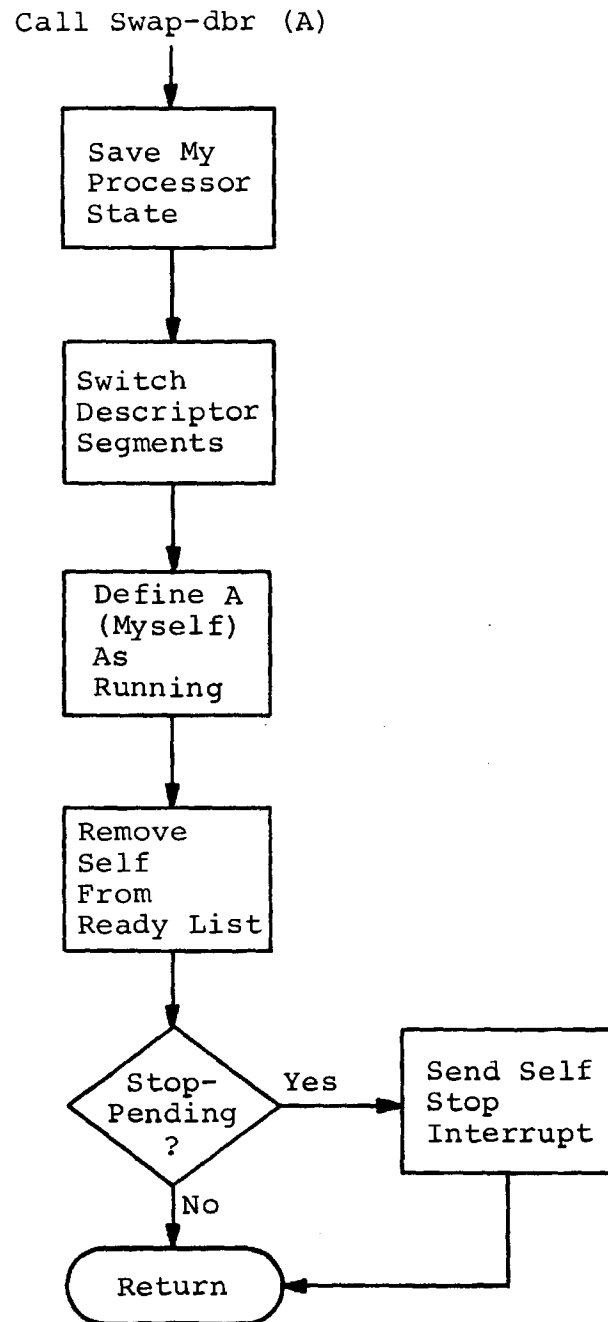 Call Swap-dbr (A)
Save My
Processor
State
Switch
Descriptor
Segments
Define A
(Myself)
As
Running
Remove
Self
From
Ready List
Stop-
Pending
?
Yes
Send Self
Stop
Interrupt
No
Return